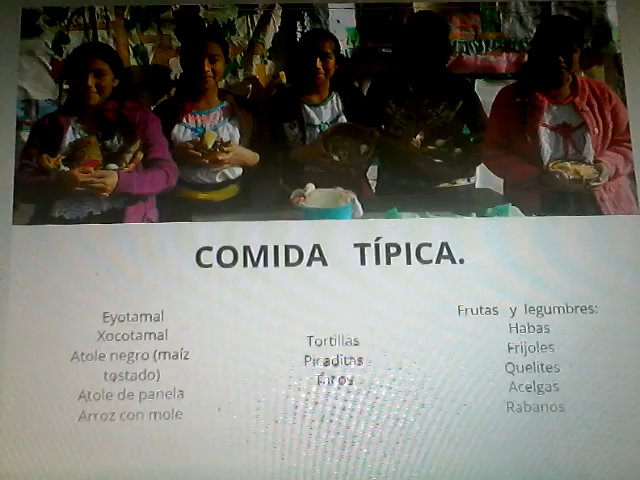 COMIDA TÍPICA.
Eyotamal
Xocotamal
Atole negro (maíz
tostado)
Atole de panela
Arroz con mole
Tortillas
Picaditas
Frutas y legumbres:
Habas
Frijoles
Quelites
Acelgas
Rabanos